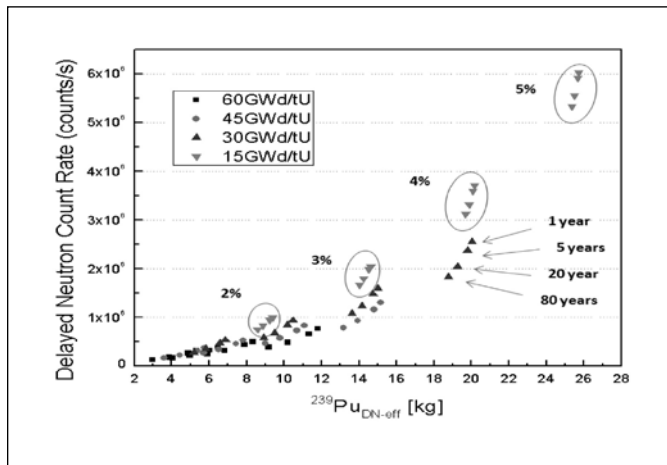 Delayed Neutron Count Rate (counts/s)
6x10⁶
5x10⁶
4x10⁶
3x10⁶
2x10⁶
1x10⁶
0
60GWd/tU
45GWd/tU
30GWd/tU
15GWd/tU
5%
4%
3%
2%
1 year
5 years
20 year
80 years
2 4 6 8 10 12 14 16 18 20 22 24 26 28
²³⁹Pu_DN-eff [kg]